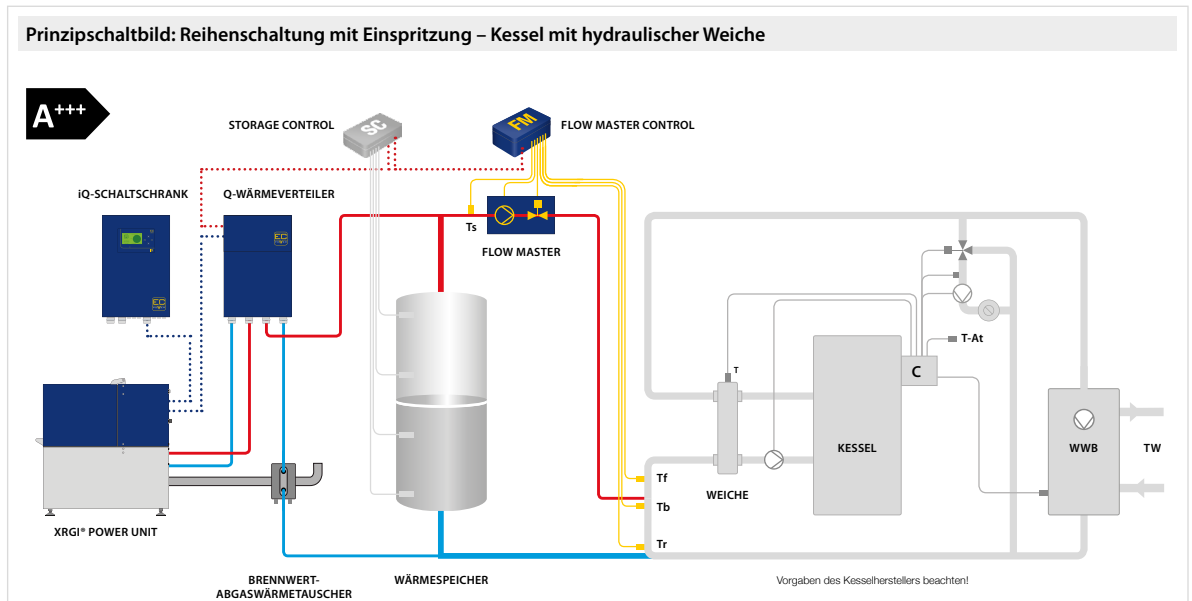 Prinzipschaltbild: Reihenschaltung mit Einspritzung – Kessel mit hydraulischer Weiche
A+++
STORAGE CONTROL
SC
FM
FLOW MASTER CONTROL
iQ-SCHALTSCHRANK
Q-WÄRMEVERTEILER
Ts
FLOW MASTER
EC
EC
T-At
T
C
KESSEL
WWB
TW
WEICHE
Tf
Tb
Tr
XRGI® POWER UNIT
BRENNWERT-
ABGASWÄRMETAUSCHER
WÄRMESPEICHER
Vorgaben des Kesselherstellers beachten!